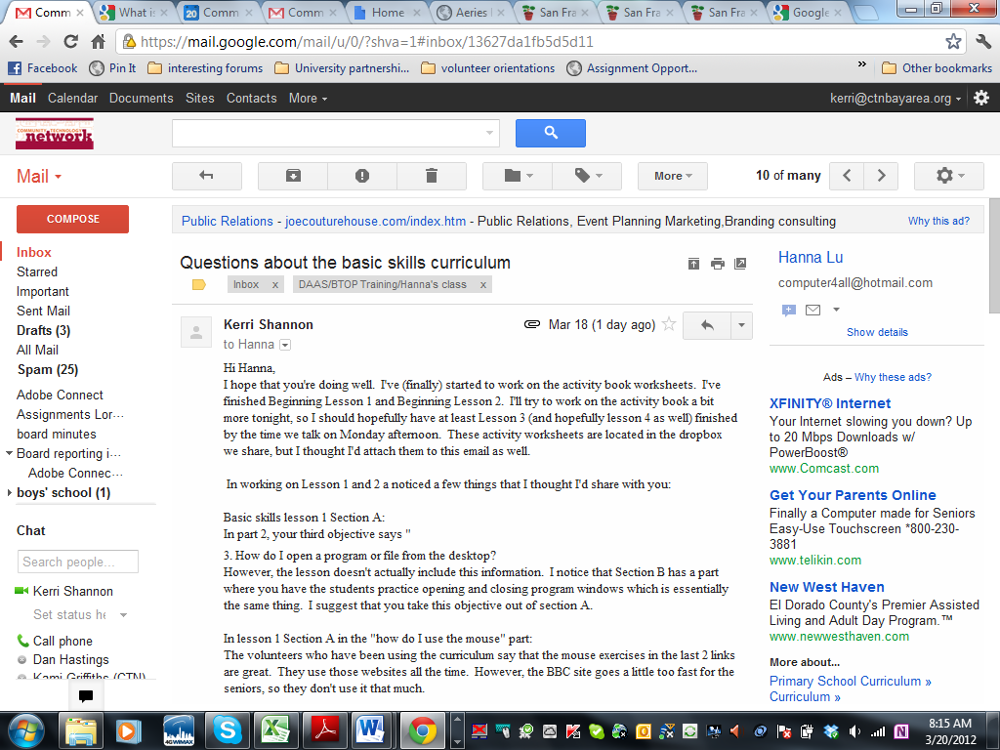 Comm
What is
20 Comm
Comm
Home
Aeries
San Fra
San Fra
San Fra
Google
https://mail.google.com/mail/u/0/?shva=1#inbox/13627da1fb5d5d11
Facebook Pin It interesting forums University partnershi... volunteer orientations Assignment Opport... » Other bookmarks
Mail Calendar Documents Sites Contacts More kerri@ctnbayarea.org
COMMUNITY TECHNOLOGY
network
Mail
More
10 of many
COMPOSE
Inbox
Starred
Important
Sent Mail
Drafts (3)
All Mail
Spam (25)
Adobe Connect
Assignments Lor···
board minutes
Board reporting i···
Adobe Connec···
boys' school (1)
Chat
Search people...
Kerri Shannon
Set status he
Call phone
Dan Hastings
Kami Griffiths (CTN)
Public Relations - joecouturehouse.com/index.htm - Public Relations, Event Planning Marketing,Branding consulting Why this ad?
Questions about the basic skills curriculum
Inbox x DAAS/BTOP Training/Hanna's class x
Kerri Shannon Mar 18 (1 day ago)
to Hanna
Hi Hanna,
I hope that you're doing well. I've (finally) started to work on the activity book worksheets. I've
finished Beginning Lesson 1 and Beginning Lesson 2. I'll try to work on the activity book a bit
more tonight, so I should hopefully have at least Lesson 3 (and hopefully lesson 4 as well) finished
by the time we talk on Monday afternoon. These activity worksheets are located in the dropbox
we share, but I thought I'd attach them to this email as well.
In working on Lesson 1 and 2 a noticed a few things that I thought I'd share with you:
Basic skills lesson 1 Section A:
In part 2, your third objective says "
3. How do I open a program or file from the desktop?
However, the lesson doesn't actually include this information. I notice that Section B has a part
where you have the students practice opening and closing program windows which is essentially
the same thing. I suggest that you take this objective out of section A.
In lesson 1 Section A in the "how do I use the mouse" part:
The volunteers who have been using the curriculum say that the mouse exercises in the last 2 links
are great. They use those websites all the time. However, the BBC site goes a little too fast for the
seniors, so they don't use it that much.
Hanna Lu
computer4all@hotmail.com
Show details
Ads – Why these ads?
XFINITY® Internet
Your Internet slowing you down? Up
to 20 Mbps Downloads w/
PowerBoost®
www.Comcast.com
Get Your Parents Online
Finally a Computer made for Seniors
Easy-Use Touchscreen *800-230-
3881
www.telikin.com
New West Haven
El Dorado County's Premier Assisted
Living and Adult Day Program.™
www.newwesthaven.com
More about...
Primary School Curriculum »
Curriculum »
4G WIMAX
8:15 AM
3/20/2012